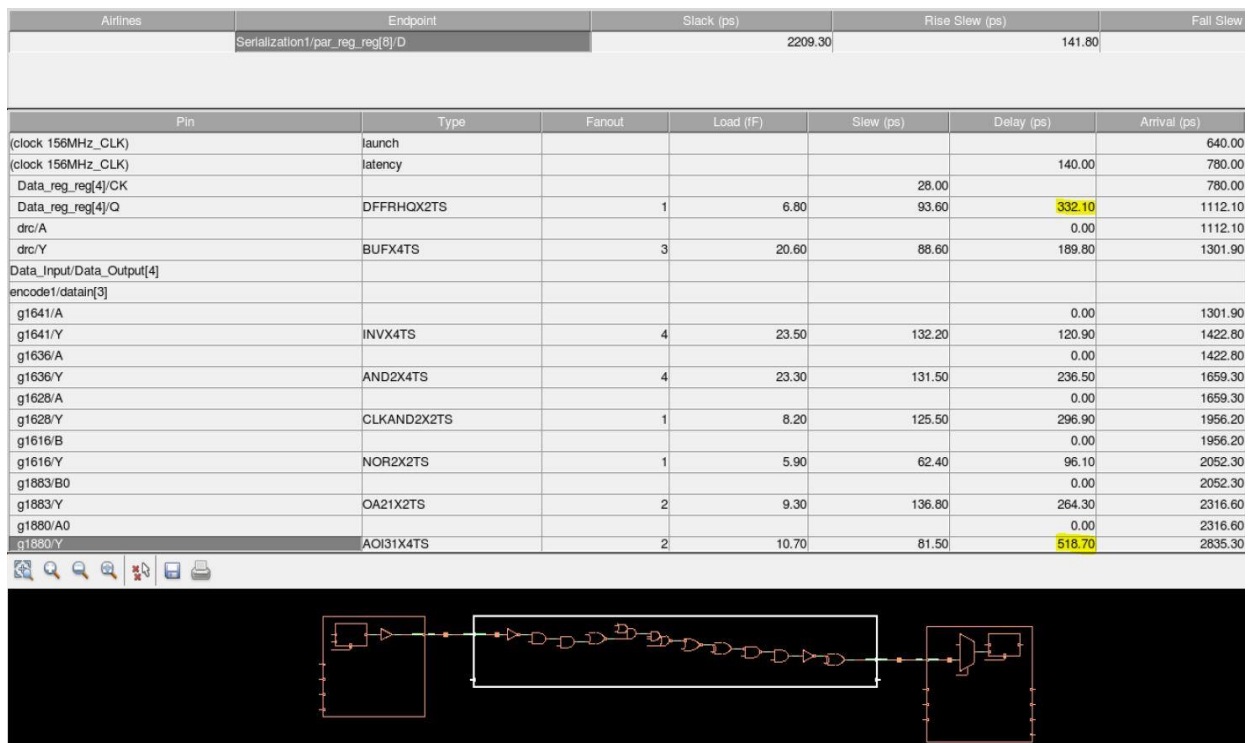 Airlines Endpoint Slack (ps) Rise Slew (ps) Fall Slew
Serialization1/par_reg_reg[8]/D 2209.30 141.80
Pin Type Fanout Load (fF) Slew (ps) Delay (ps) Arrival (ps)
(clock 156MHz_CLK) launch 640.00
(clock 156MHz_CLK) latency 140.00 780.00
Data_reg_reg[4]/CK 28.00 780.00
Data_reg_reg[4]/Q DFFRHQX2TS 1 6.80 93.60 332.10 1112.10
drc/A 0.00 1112.10
drc/Y BUFX4TS 3 20.60 88.60 189.80 1301.90
Data_Input/Data_Output[4]
encode1/datain[3]
g1641/A 0.00 1301.90
g1641/Y INVX4TS 4 23.50 132.20 120.90 1422.80
g1636/A 0.00 1422.80
g1636/Y AND2X4TS 4 23.30 131.50 236.50 1659.30
g1628/A 0.00 1659.30
g1628/Y CLKAND2X2TS 1 8.20 125.50 296.90 1956.20
g1616/B 0.00 1956.20
g1616/Y NOR2X2TS 1 5.90 62.40 96.10 2052.30
g1883/B0 0.00 2052.30
g1883/Y OA21X2TS 2 9.30 136.80 264.30 2316.60
g1880/A0 0.00 2316.60
g1880/Y AOI31X4TS 2 10.70 81.50 518.70 2835.30